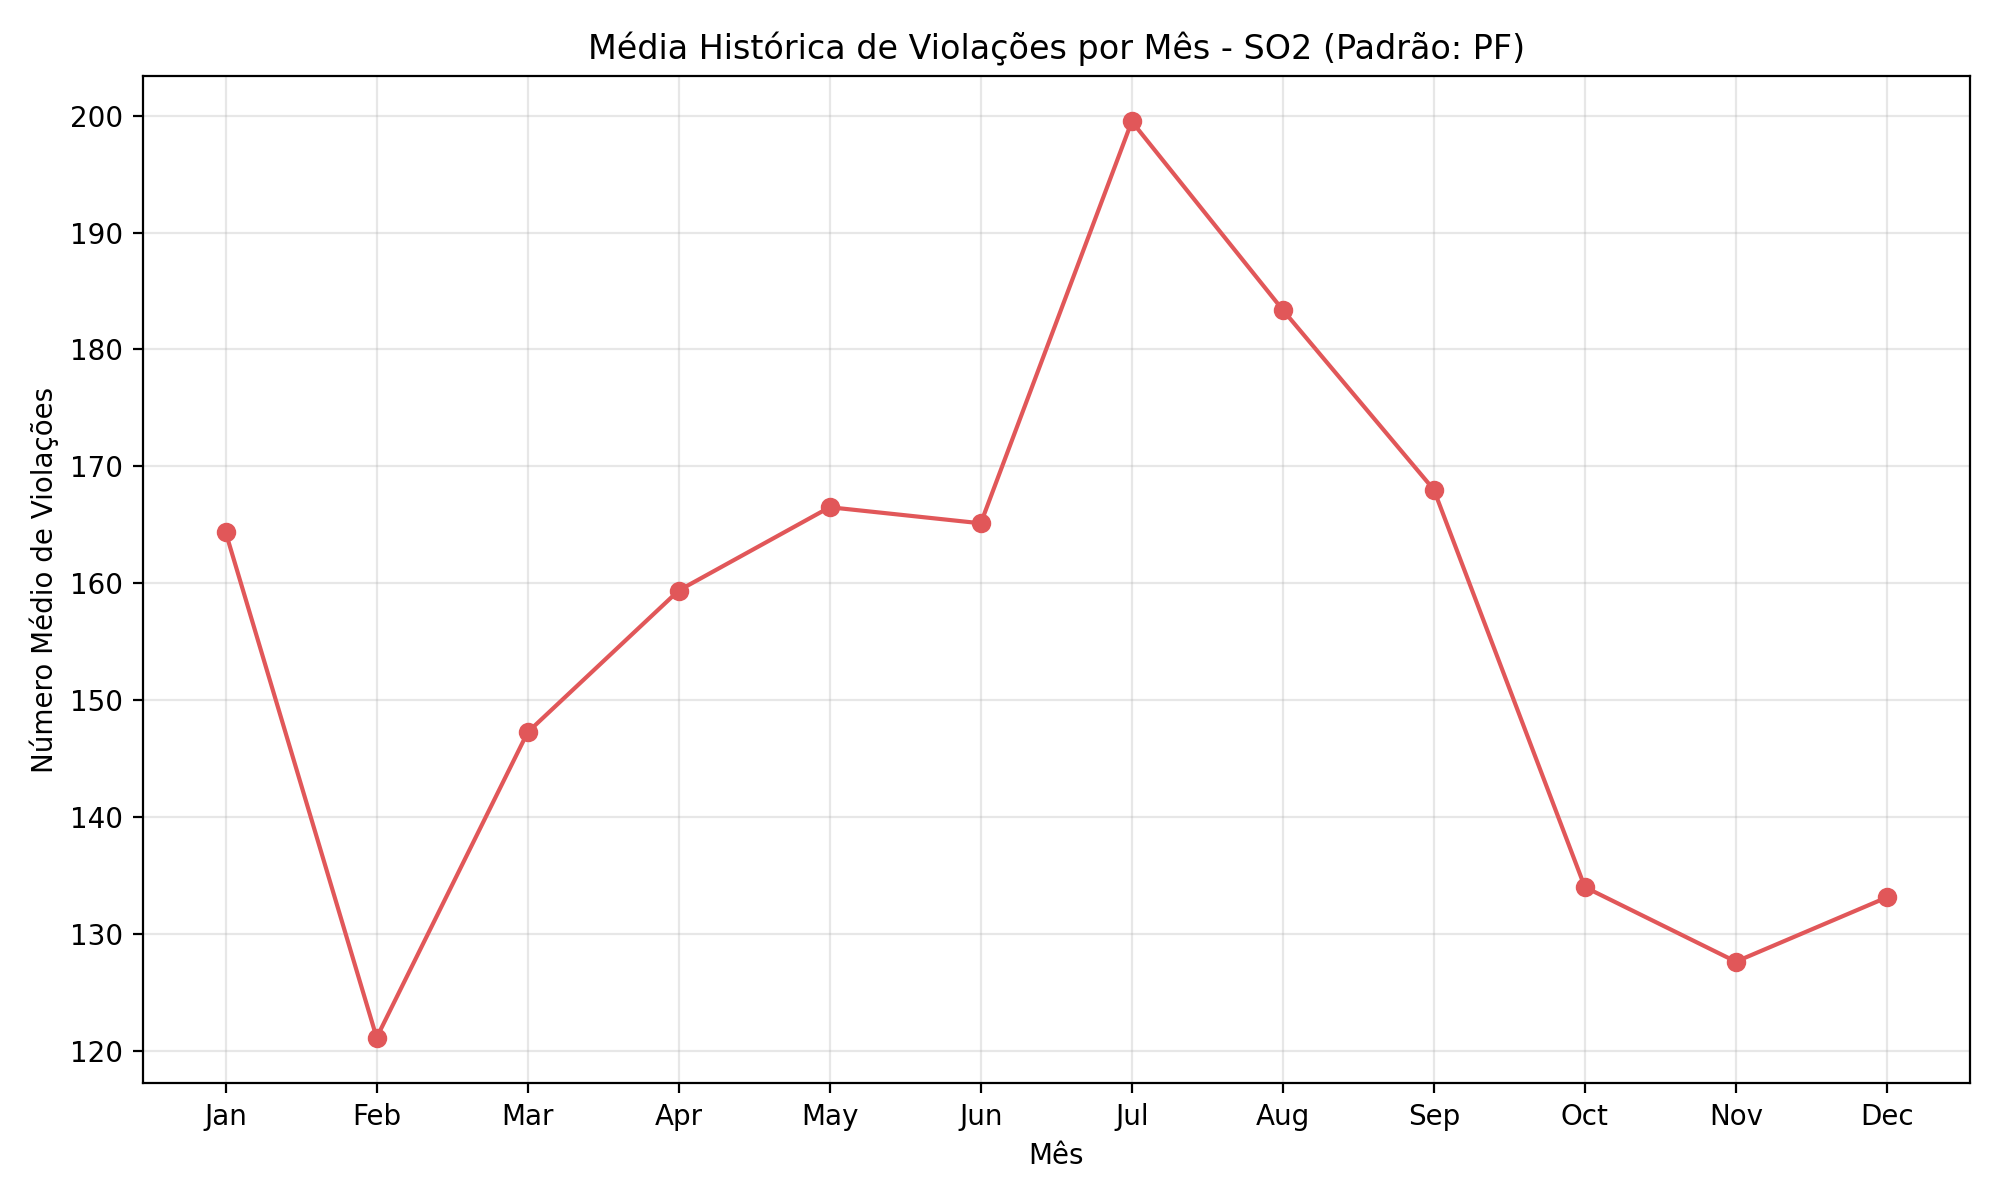 Média Histórica de Violações por Mês - SO2 (Padrão: PF)
Número Médio de Violações
200
190
180
170
160
150
140
130
120
Jan Feb Mar Apr May Jun Jul Aug Sep Oct Nov Dec
Mês